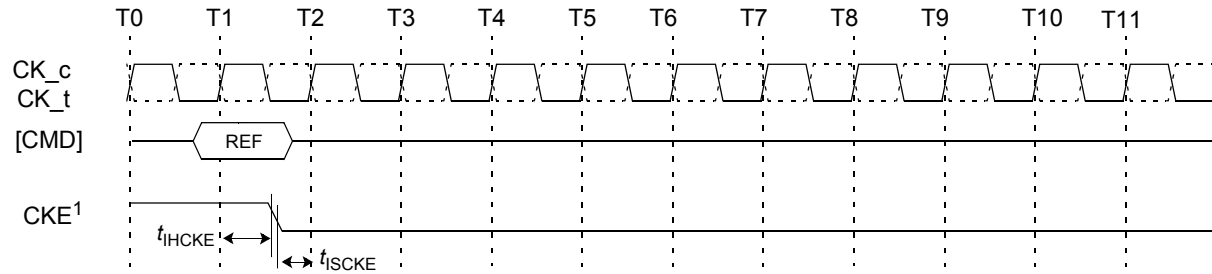 T0 T1 T2 T3 T4 T5 T6 T7 T8 T9 T10 T11
CK_c
CK_t
[CMD] REF
CKE1
tIHCKE
tISCKE